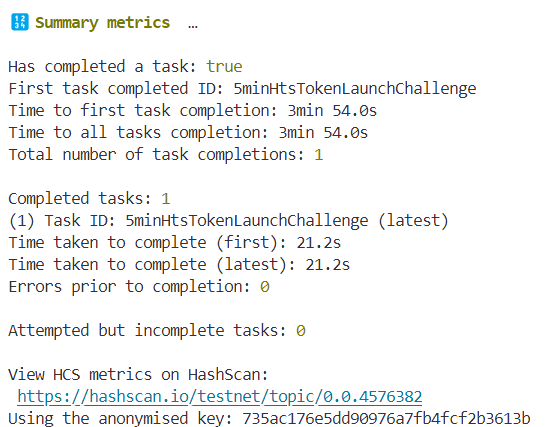 🔢 Summary metrics …
Has completed a task: true
First task completed ID: 5minHtsTokenLaunchChallenge
Time to first task completion: 3min 54.0s
Time to all tasks completion: 3min 54.0s
Total number of task completions: 1
Completed tasks: 1
(1) Task ID: 5minHtsTokenLaunchChallenge (latest)
Time taken to complete (first): 21.2s
Time taken to complete (latest): 21.2s
Errors prior to completion: 0
Attempted but incomplete tasks: 0
View HCS metrics on HashScan:
https://hashscan.io/testnet/topic/0.0.4576382
Using the anonymised key: 735ac176e5dd90976a7fb4fcf2b3613b